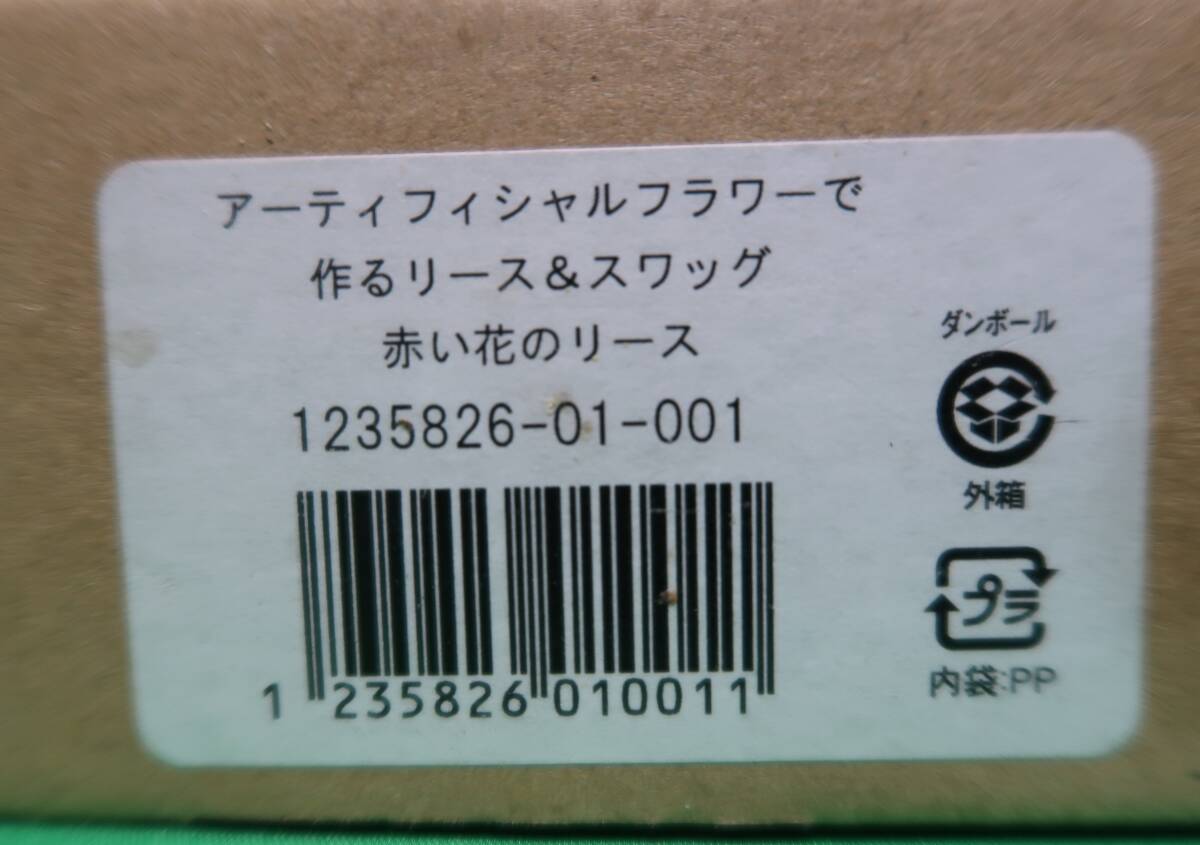 アーティフィシャルフラワーで
作るリース&スワッグ
赤い花のリース
1235826-01-001
1 235826 010011
ダンボール
外箱
プラ
内袋:PP